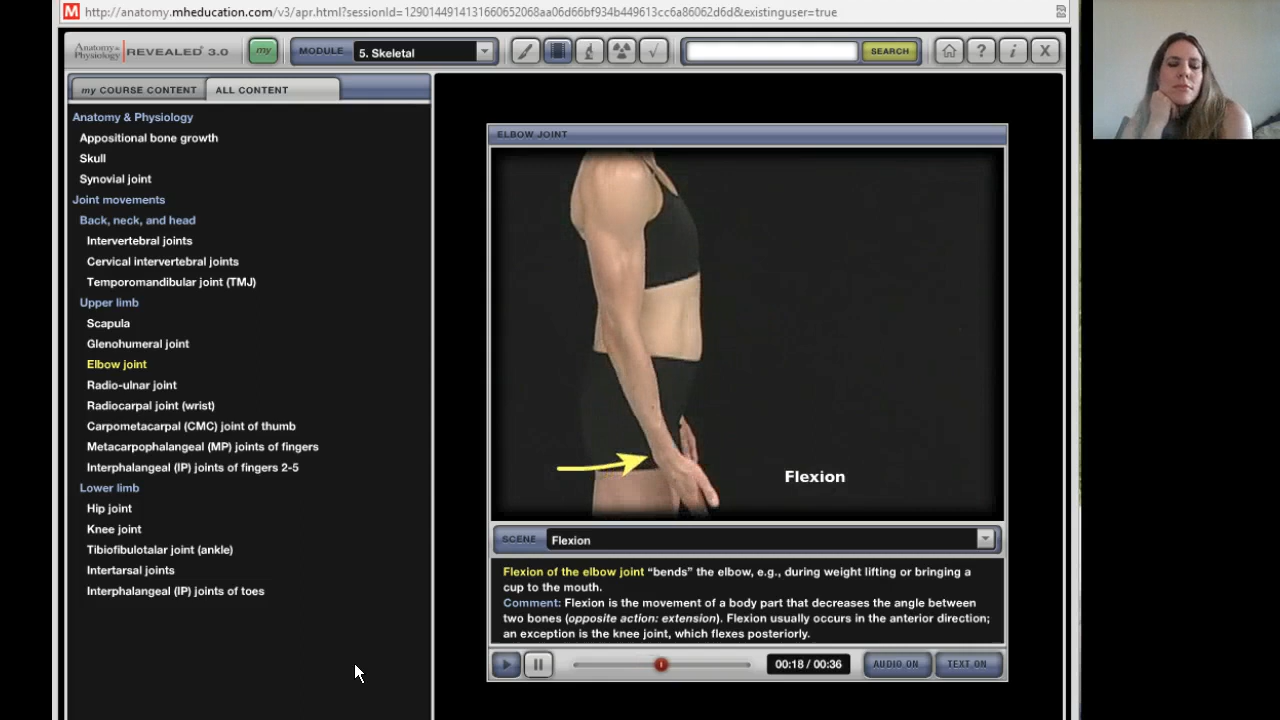 http://anatomy.mheducation.com/v3/apr.html?sessionId=1290144914131660652068aa06d66bf934b449613cc6a86062d6d&existinguser=true
Anatomy & Physiology REVEALED® 3.0
my
MODULE 5. Skeletal
SEARCH
? i X
my COURSE CONTENT
ALL CONTENT
Anatomy & Physiology
Appositional bone growth
Skull
Synovial joint
Joint movements
Back, neck, and head
Intervertebral joints
Cervical intervertebral joints
Temporomandibular joint (TMJ)
Upper limb
Scapula
Glenohumeral joint
Elbow joint
Radio-ulnar joint
Radiocarpal joint (wrist)
Carpometacarpal (CMC) joint of thumb
Metacarpophalangeal (MP) joints of fingers
Interphalangeal (IP) joints of fingers 2-5
Lower limb
Hip joint
Knee joint
Tibiofibulotalar joint (ankle)
Intertarsal joints
Interphalangeal (IP) joints of toes
ELBOW JOINT
Flexion
SCENE Flexion
Flexion of the elbow joint “bends” the elbow, e.g., during weight lifting or bringing a
cup to the mouth.
Comment: Flexion is the movement of a body part that decreases the angle between
two bones (opposite action: extension). Flexion usually occurs in the anterior direction;
an exception is the knee joint, which flexes posteriorly.
00:18 / 00:36
AUDIO ON
TEXT ON